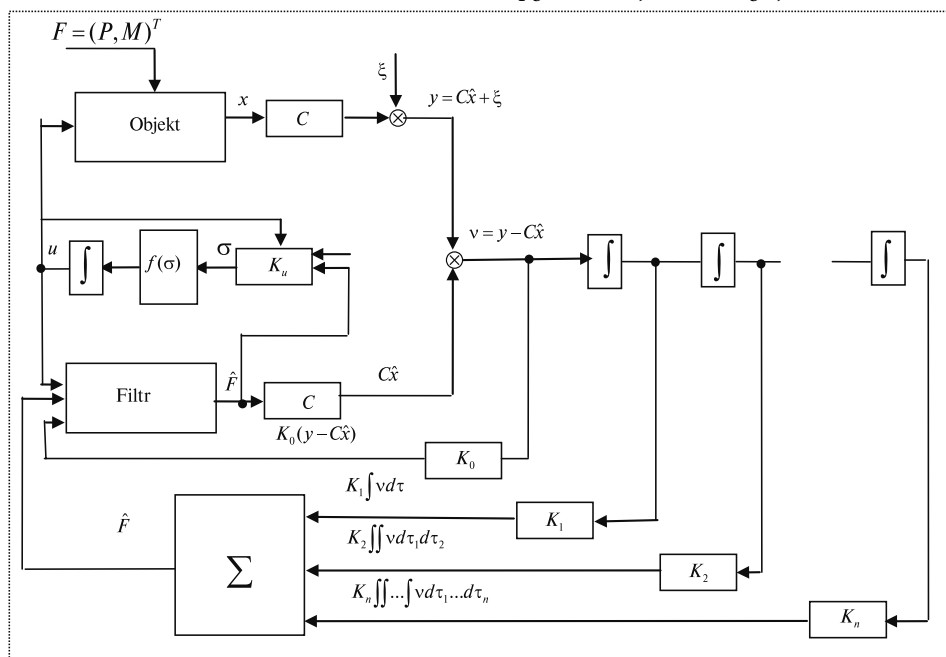 F = (P, M)^T
ξ
x
y = Cx̂ + ξ
Objekt
C
ν = y − Cx̂
u
∫
f(σ)
σ
K_u
∫
∫
∫
Filtr
F̂
C
Cx̂
K_0(y − Cx̂)
K_0
K_1∫νdτ
K_1
F̂
K_2∫∫νdτ_1dτ_2
Σ
K_2
K_n∫∫...∫νdτ_1...dτ_n
K_n